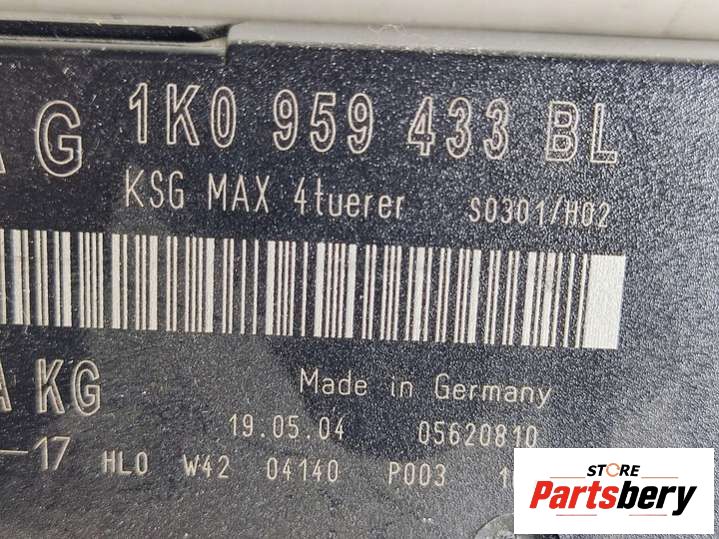 G 1K0 959 433 BL
KSG MAX 4tuerer S0301/H02
KG
Made in Germany
19.05.04 05620810
-17 HL0 W42 04140 P003
STORE
Partsbery